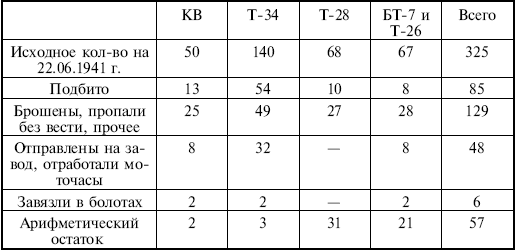 КВ Т-34 Т-28 БТ-7 и Всего
Т-26
Исходное кол-во на 50 140 68 67 325
22.06.1941 г.
Подбито 13 54 10 8 85
Брошены, пропали 25 49 27 28 129
без вести, прочее
Отправлены на за- 8 32 — 8 48
вод, отработали мо-
точасы
Завязли в болотах 2 2 — 2 6
Арифметический 2 3 31 21 57
остаток